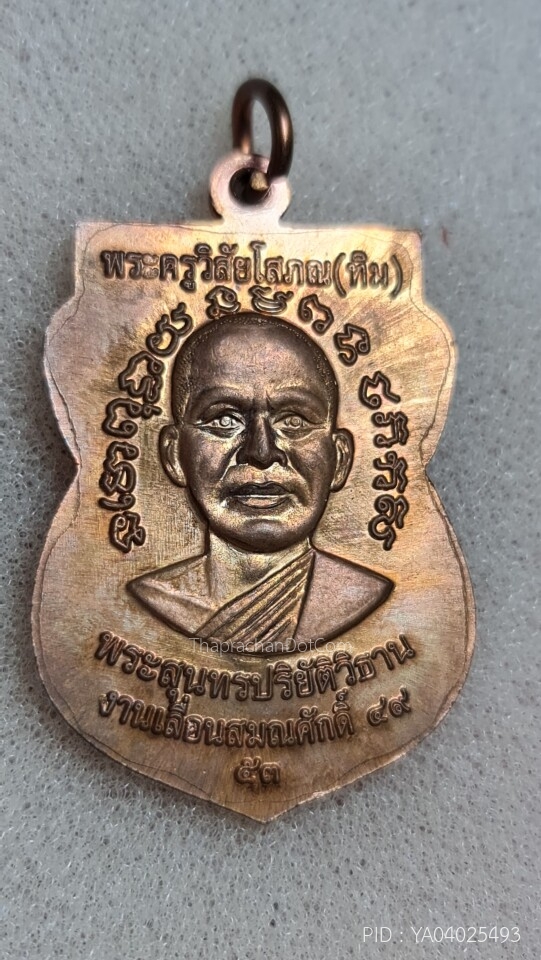 พระครูวิสัยโสภณ(ทิม)
ThaprachanDotCom
พระสุนทรปริยัติวิธาน
งานเลื่อนสมณศักดิ์ ๔๙
๕๓
PID : YA04025493